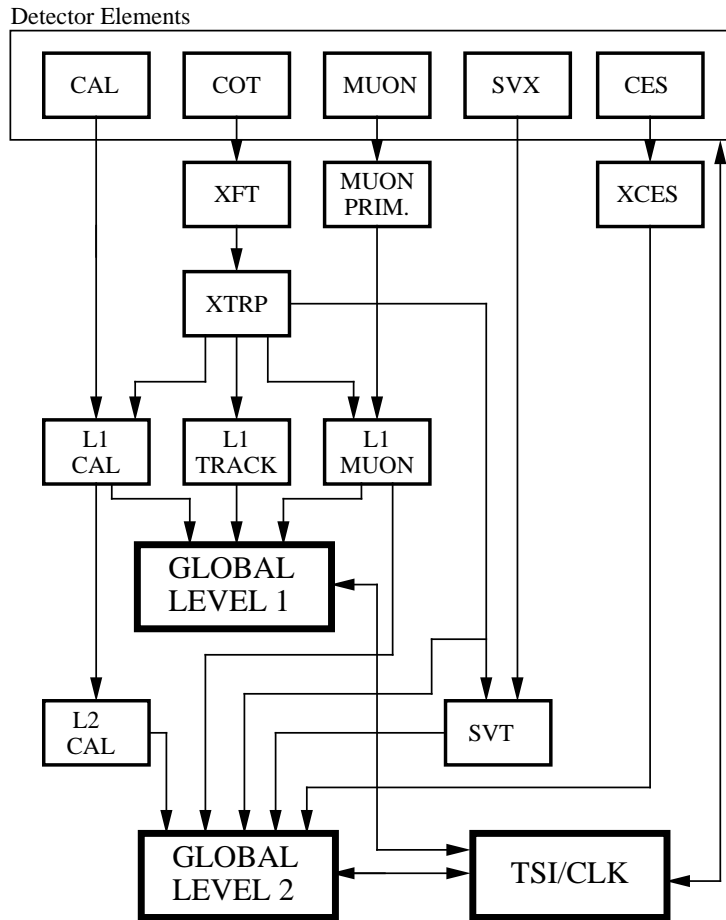 Detector Elements
CAL
COT
MUON
SVX
CES
XFT
MUON
PRIM.
XCES
XTRP
L1
CAL
L1
TRACK
L1
MUON
GLOBAL
LEVEL 1
L2
CAL
SVT
GLOBAL
LEVEL 2
TSI/CLK